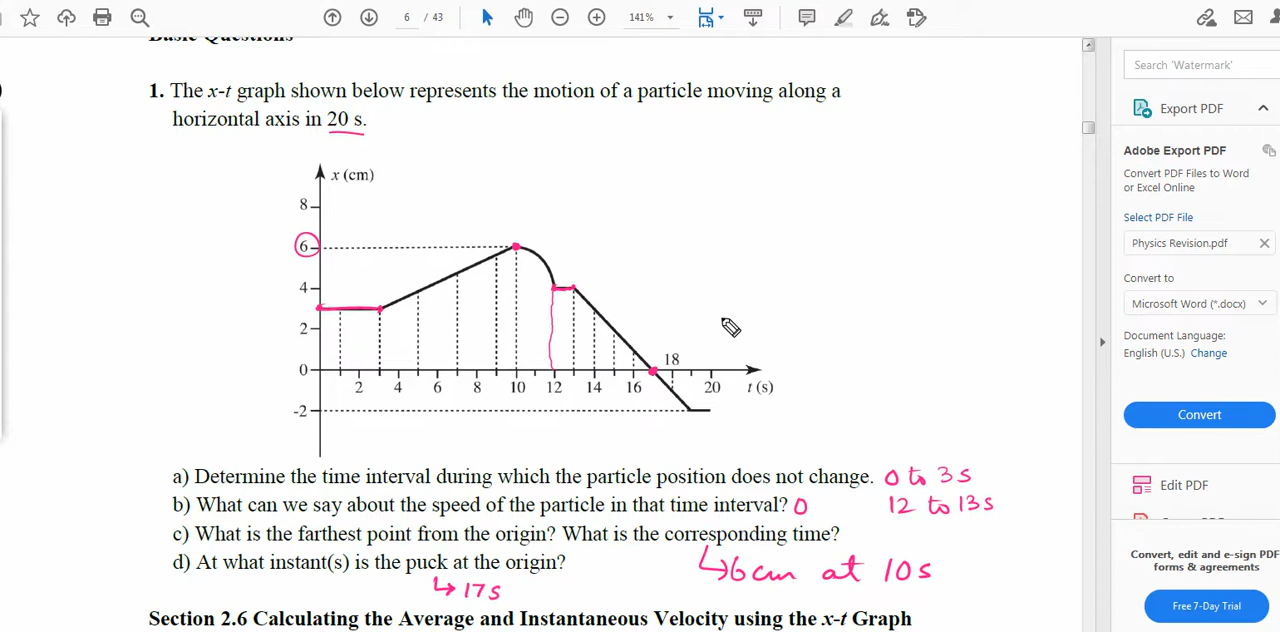 6 / 43
141%
Basic Questions
1. The x-t graph shown below represents the motion of a particle moving along a
horizontal axis in 20 s.
x (cm)
8
6
4
2
0
-2
2 4 6 8 10 12 14 16 18 20 t (s)
a) Determine the time interval during which the particle position does not change. 0 to 3s
b) What can we say about the speed of the particle in that time interval? 0 12 to 13s
c) What is the farthest point from the origin? What is the corresponding time?
↳6cm at 10s
d) At what instant(s) is the puck at the origin?
↳17s
Section 2.6 Calculating the Average and Instantaneous Velocity using the x-t Graph
Search 'Watermark'
Export PDF
Adobe Export PDF
Convert PDF Files to Word
or Excel Online
Select PDF File
Physics Revision.pdf
Convert to
Microsoft Word (*.docx)
Document Language:
English (U.S.) Change
Convert
Edit PDF
Convert, edit and e-sign PDF
forms & agreements
Free 7-Day Trial